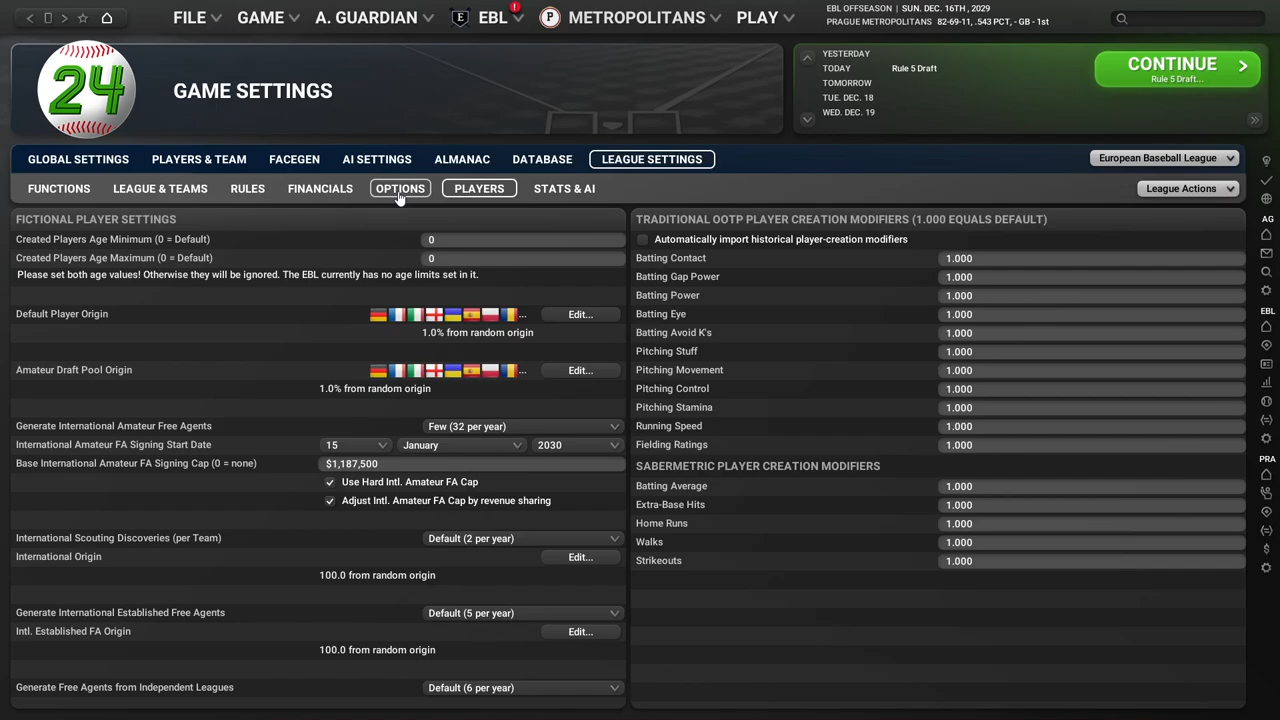 FILE GAME A. GUARDIAN EBL METROPOLITANS PLAY
EBL OFFSEASON | SUN. DEC. 16TH , 2029
PRAGUE METROPOLITANS 82-69-11, .543 PCT, - GB - 1st
24
GAME SETTINGS
YESTERDAY
TODAY Rule 5 Draft
TOMORROW
TUE. DEC. 18
WED. DEC. 19
CONTINUE
Rule 5 Draft...
GLOBAL SETTINGS PLAYERS & TEAM FACEGEN AI SETTINGS ALMANAC DATABASE LEAGUE SETTINGS European Baseball League
FUNCTIONS LEAGUE & TEAMS RULES FINANCIALS OPTIONS PLAYERS STATS & AI League Actions
FICTIONAL PLAYER SETTINGS
Created Players Age Minimum (0 = Default) 0
Created Players Age Maximum (0 = Default) 0
Please set both age values! Otherwise they will be ignored. The EBL currently has no age limits set in it.
Default Player Origin ... Edit...
1.0% from random origin
Amateur Draft Pool Origin ... Edit...
1.0% from random origin
Generate International Amateur Free Agents Few (32 per year)
International Amateur FA Signing Start Date 15 January 2030
Base International Amateur FA Signing Cap (0 = none) $1,187,500
Use Hard Intl. Amateur FA Cap
Adjust Intl. Amateur FA Cap by revenue sharing
International Scouting Discoveries (per Team) Default (2 per year)
International Origin Edit...
100.0 from random origin
Generate International Established Free Agents Default (5 per year)
Intl. Established FA Origin Edit...
100.0 from random origin
Generate Free Agents from Independent Leagues Default (6 per year)
TRADITIONAL OOTP PLAYER CREATION MODIFIERS (1.000 EQUALS DEFAULT)
Automatically import historical player-creation modifiers
Batting Contact 1.000
Batting Gap Power 1.000
Batting Power 1.000
Batting Eye 1.000
Batting Avoid K's 1.000
Pitching Stuff 1.000
Pitching Movement 1.000
Pitching Control 1.000
Pitching Stamina 1.000
Running Speed 1.000
Fielding Ratings 1.000
SABERMETRIC PLAYER CREATION MODIFIERS
Batting Average 1.000
Extra-Base Hits 1.000
Home Runs 1.000
Walks 1.000
Strikeouts 1.000
AG
EBL
PRA